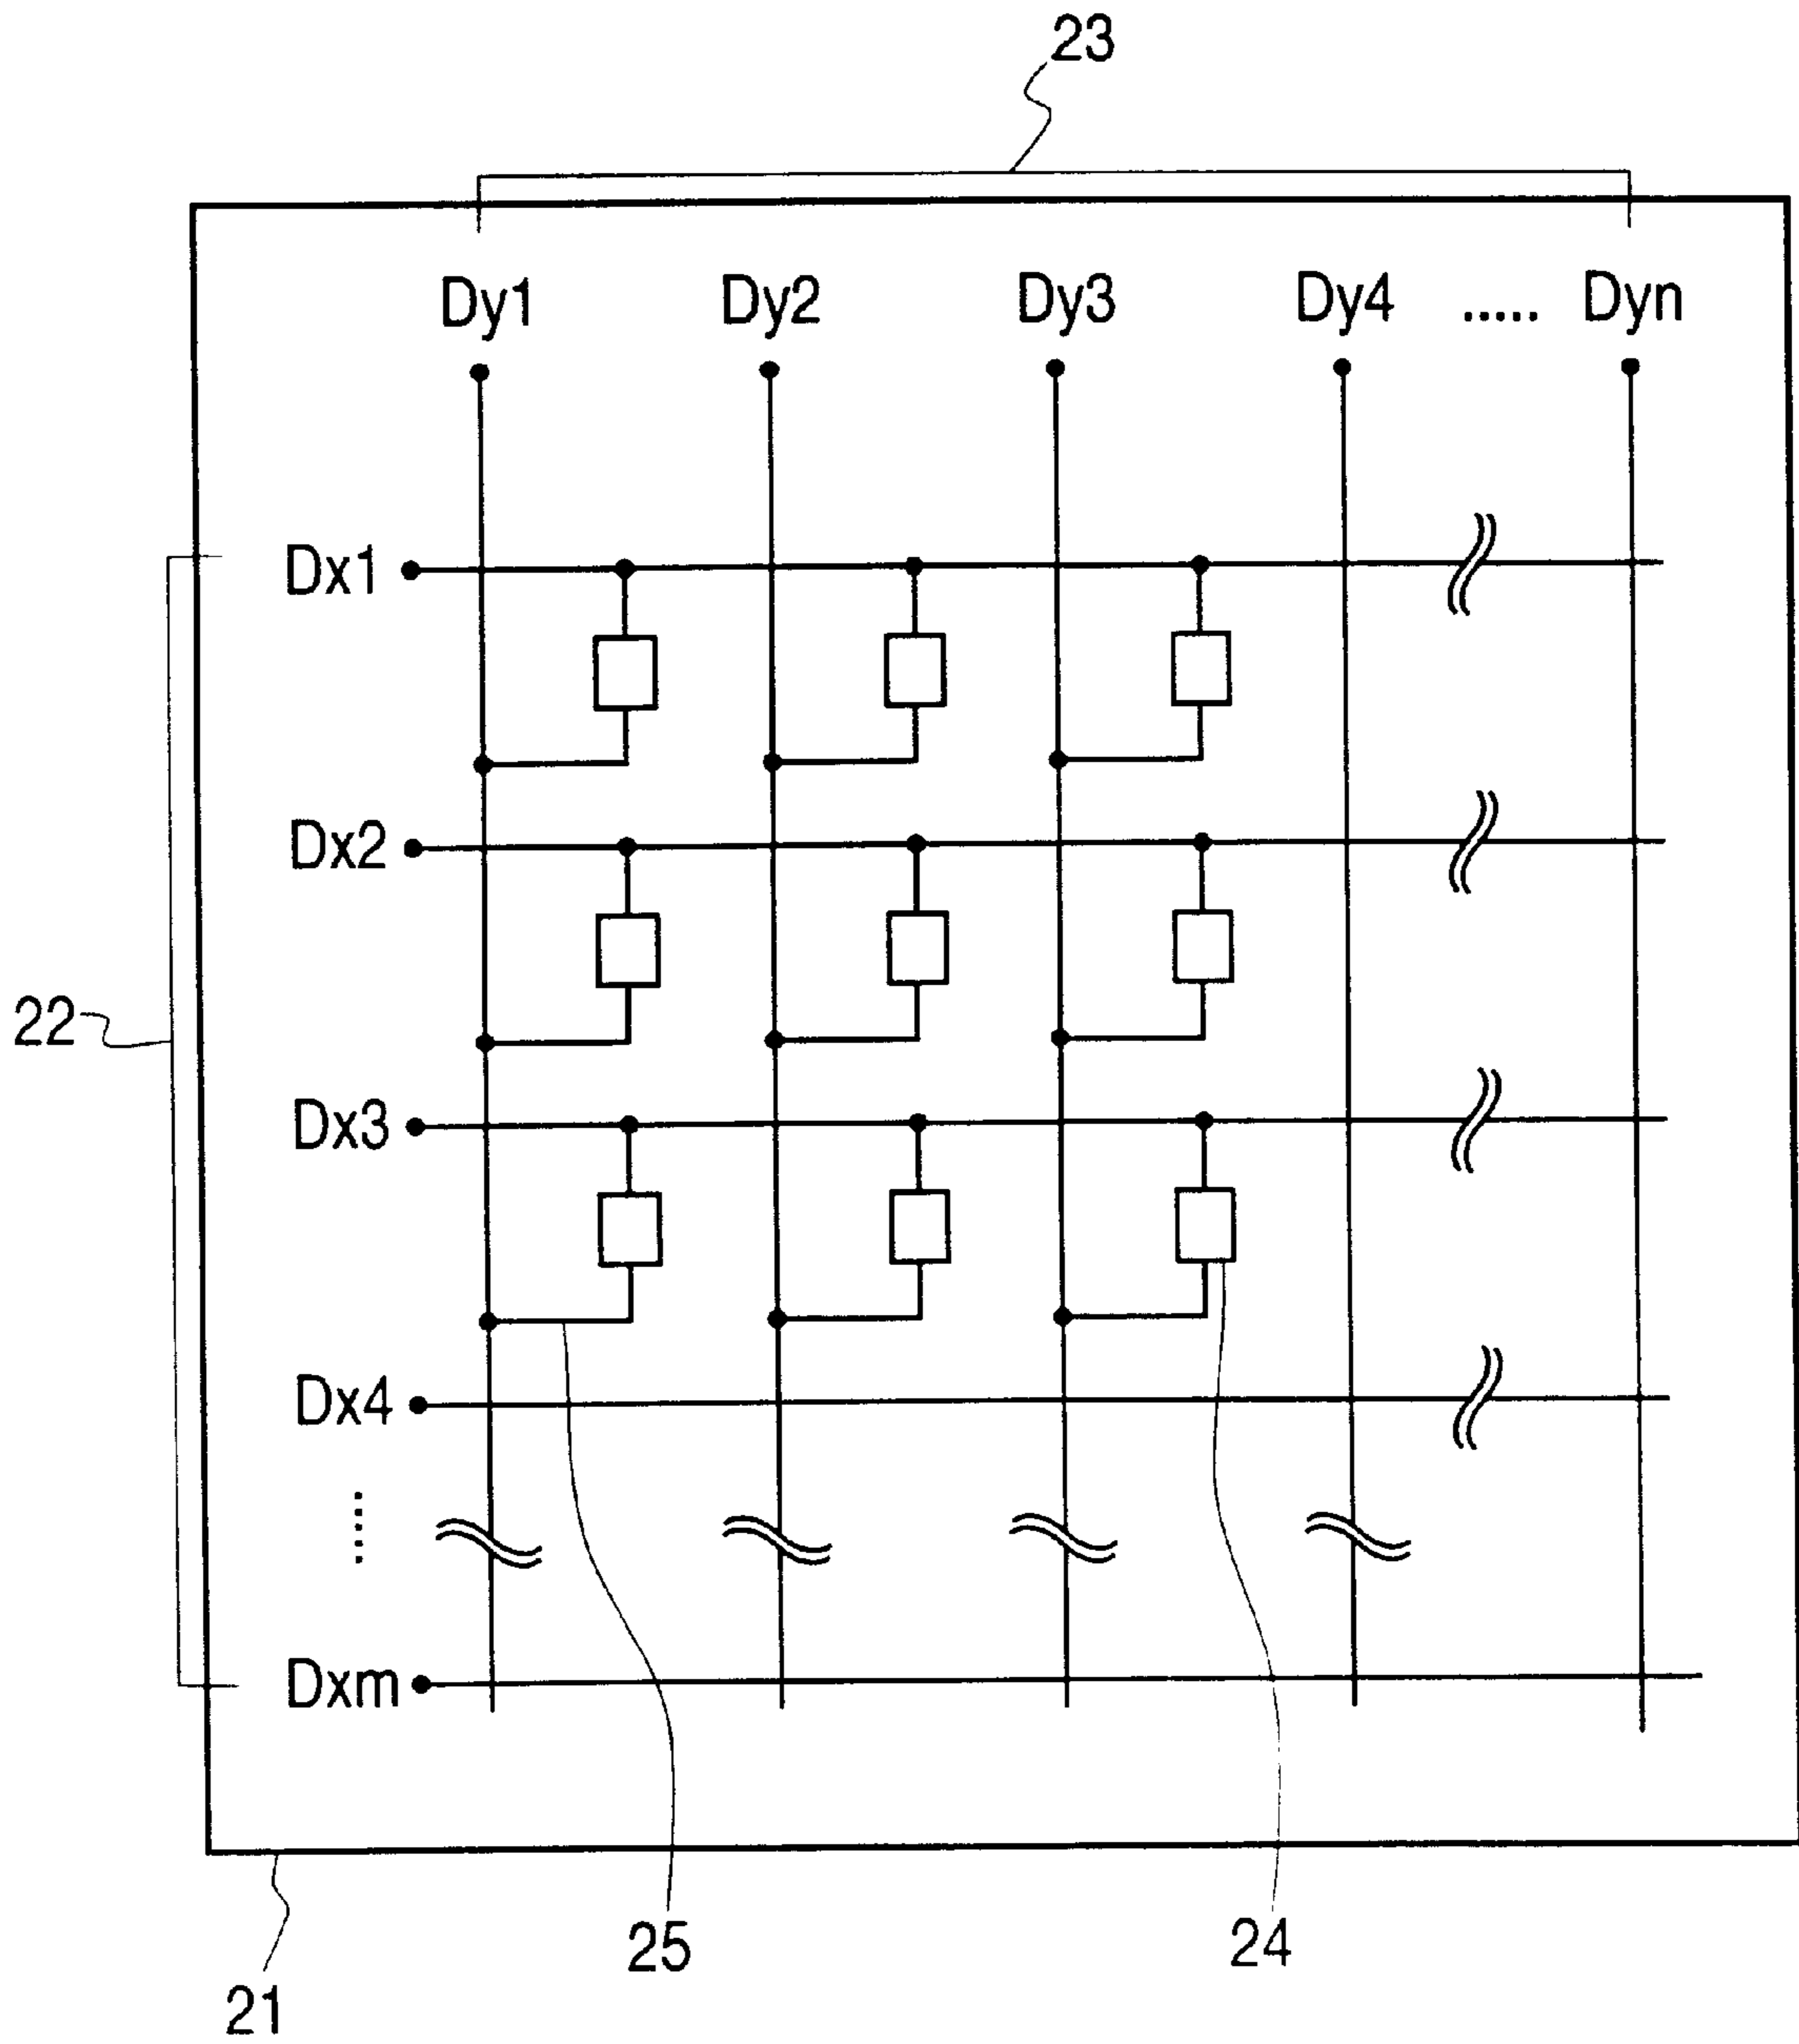 23
Dy1 Dy2 Dy3 Dy4 ..... Dyn
Dx1
Dx2
22
Dx3
Dx4
.....
Dxm
25
24
21